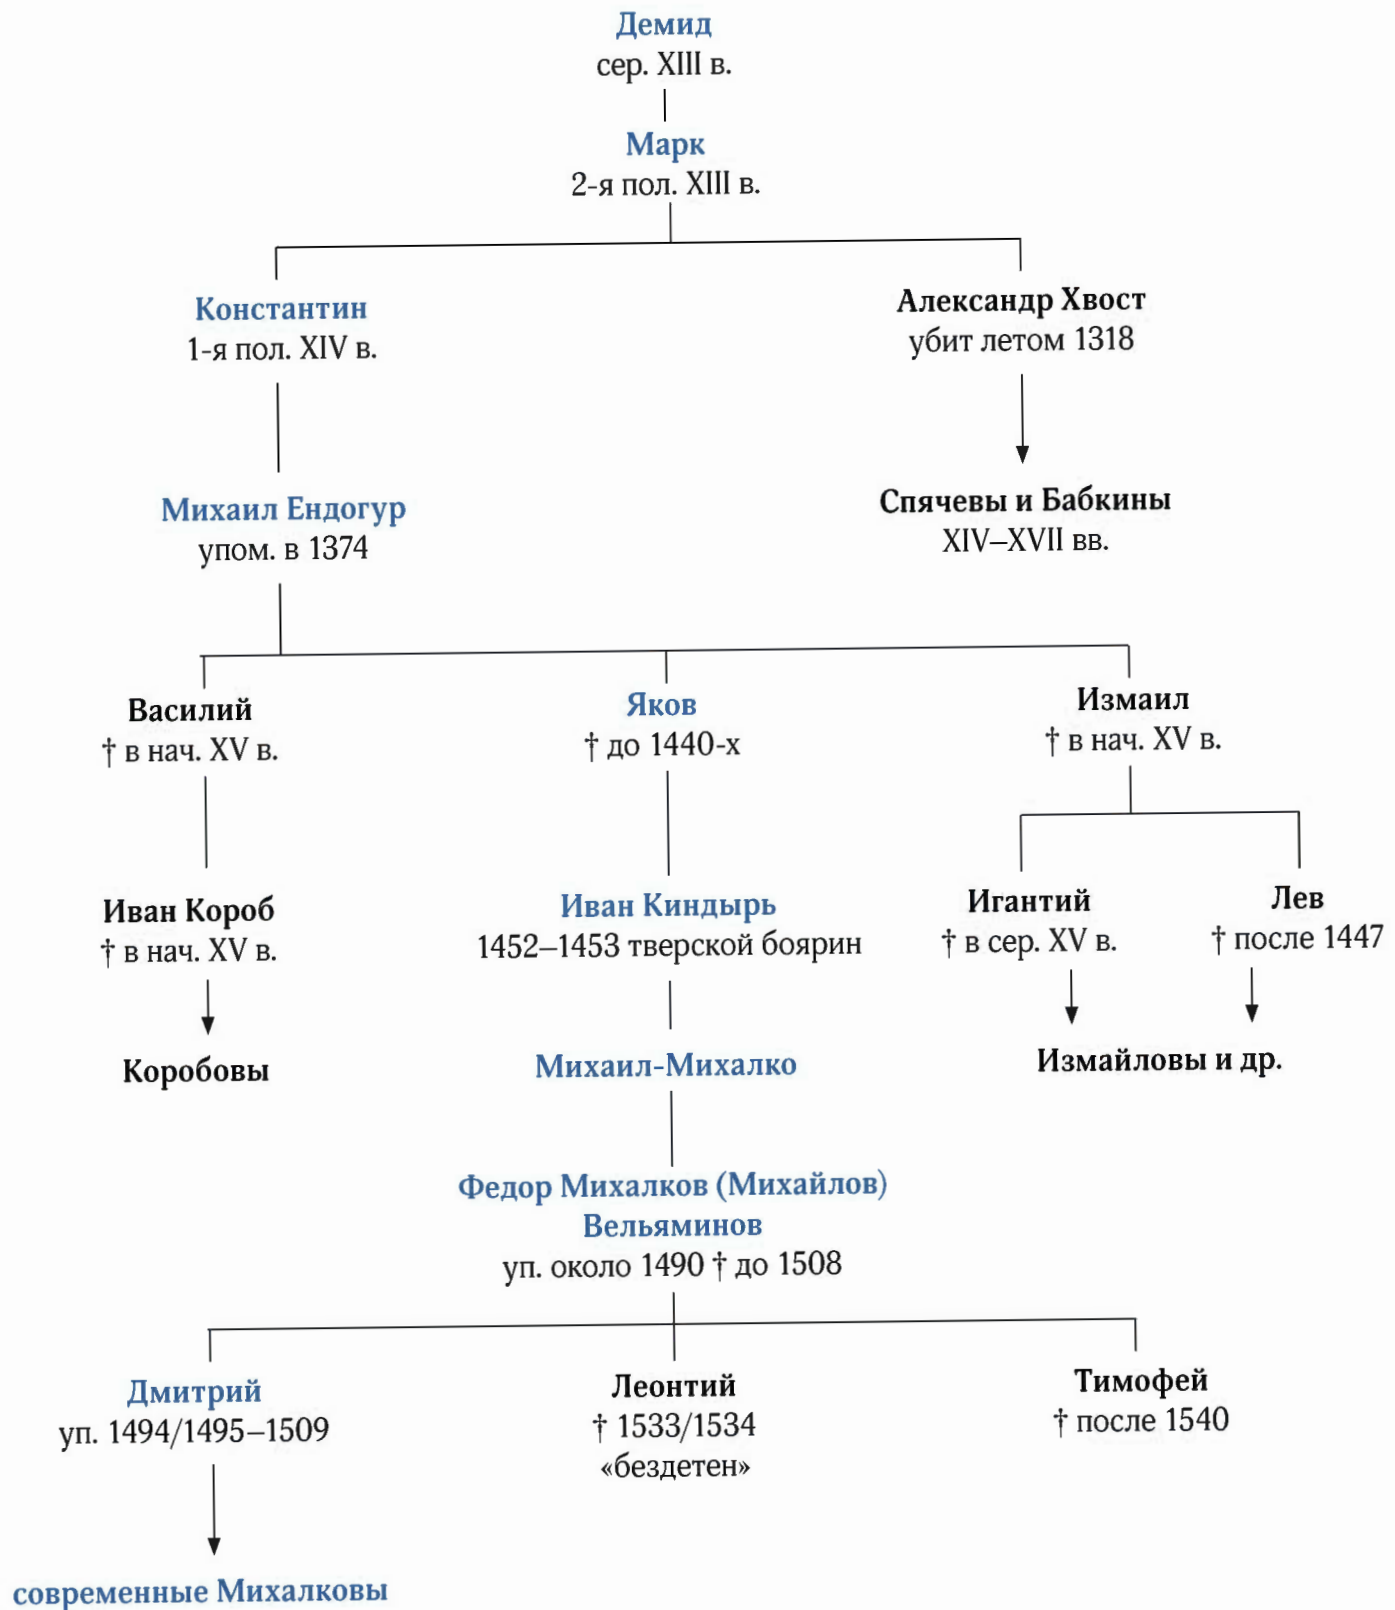 Демид
сер. XIII в.
Марк
2-я пол. XIII в.
Константин
1-я пол. XIV в.
Александр Хвост
убит летом 1318
Михаил Ендогур
упом. в 1374
Спячевы и Бабкины
XIV–XVII вв.
Василий
† в нач. XV в.
Яков
† до 1440-х
Измаил
† в нач. XV в.
Иван Короб
† в нач. XV в.
Иван Киндырь
1452–1453 тверской боярин
Игантий
† в сер. XV в.
Лев
† после 1447
Коробовы
Михаил-Михалко
Измайловы и др.
Федор Михалков (Михайлов)
Вельяминов
уп. около 1490 † до 1508
Дмитрий
уп. 1494/1495–1509
Леонтий
† 1533/1534
«бездетен»
Тимофей
† после 1540
современные Михалковы